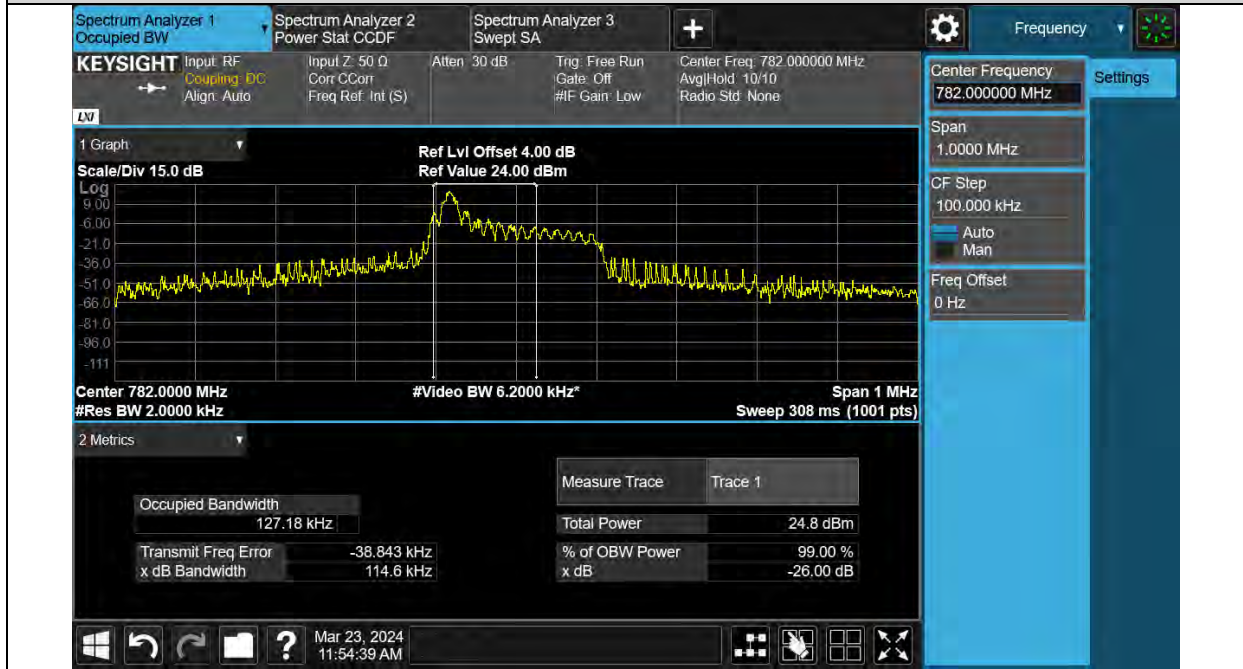 Spectrum Analyzer 1
Occupied BW
Spectrum Analyzer 2
Power Stat CCDF
Spectrum Analyzer 3
Swept SA
Frequency
KEYSIGHT
Input: RF
Coupling: DC
Align: Auto
Input Z: 50 Ω
Corr CCorr
Freq Ref: Int (S)
Atten: 30 dB
Trig: Free Run
Gate: Off
#IF Gain: Low
Center Freq: 782.000000 MHz
Avg|Hold: 10/10
Radio Std: None
LXI
Center Frequency
782.000000 MHz
Settings
Span
1.0000 MHz
CF Step
100.000 kHz
Auto
Man
Freq Offset
0 Hz
1 Graph
Scale/Div 15.0 dB
Ref Lvl Offset 4.00 dB
Ref Value 24.00 dBm
Log
9.00
-6.00
-21.0
-36.0
-51.0
-66.0
-81.0
-96.0
-111
Center 782.0000 MHz
#Video BW 6.2000 kHz*
Span 1 MHz
#Res BW 2.0000 kHz
Sweep 308 ms (1001 pts)
2 Metrics
Measure Trace
Trace 1
Occupied Bandwidth
127.18 kHz
Total Power
24.8 dBm
Transmit Freq Error
-38.843 kHz
% of OBW Power
99.00 %
x dB Bandwidth
114.6 kHz
x dB
-26.00 dB
?
Mar 23, 2024
11:54:39 AM